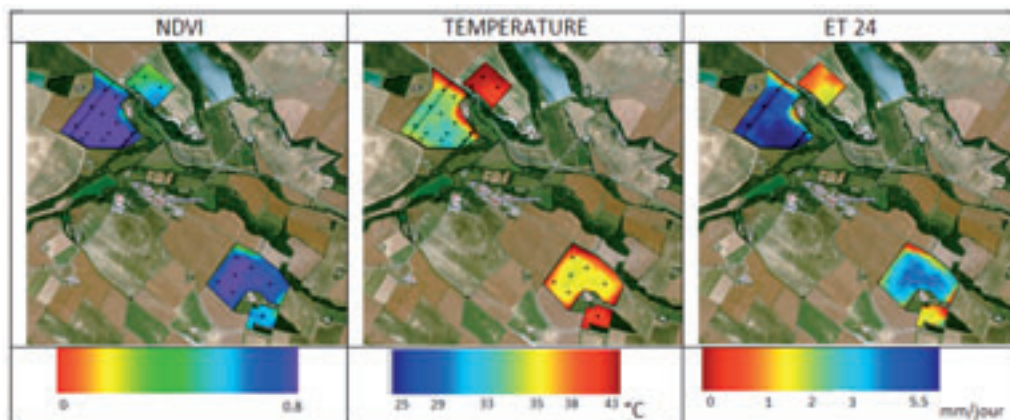 NDVI
TEMPERATURE
ET 24
0 0.8
25 29 33 35 38 43 °C
0 1 2 3 5.5 mm/jour